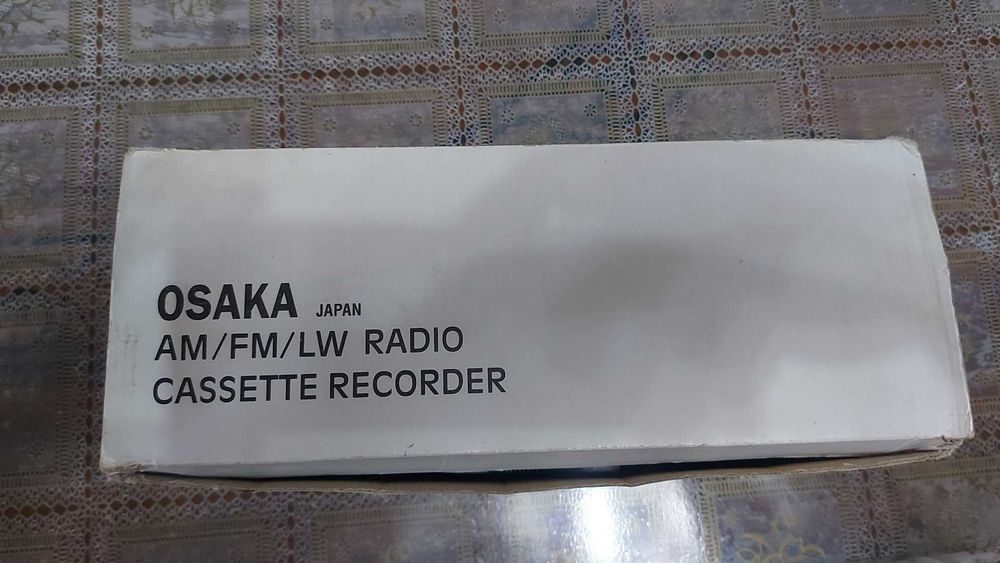 OSAKA JAPAN
AM/FM/LW RADIO
CASSETTE RECORDER